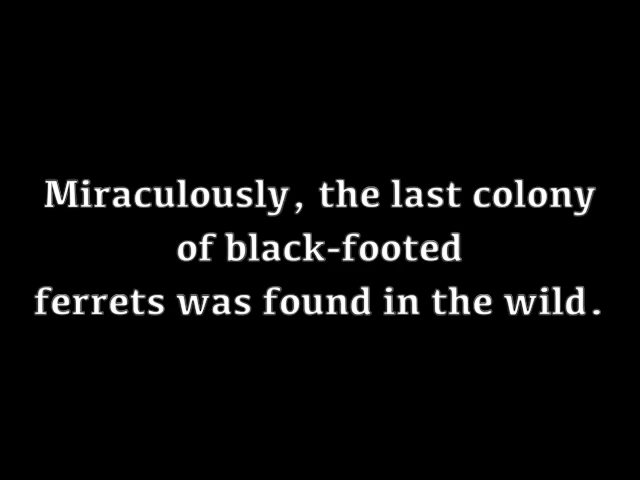 Miraculously, the last colony
of black-footed
ferrets was found in the wild.